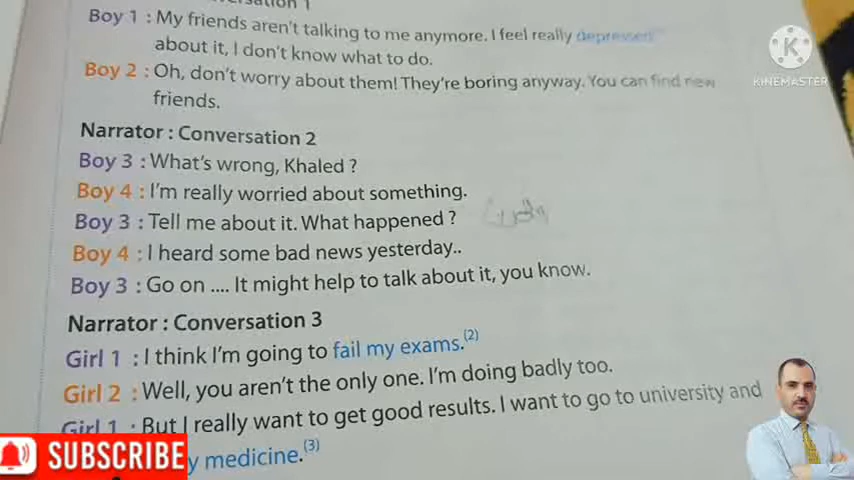 Boy 1 : My friends aren't talking to me anymore. I feel really depressed
about it, I don't know what to do.
Boy 2 : Oh, don't worry about them! They're boring anyway. You can find new
friends.
Narrator : Conversation 2
Boy 3 : What's wrong, Khaled ?
Boy 4 : I'm really worried about something.
Boy 3 : Tell me about it. What happened ?
Boy 4 : I heard some bad news yesterday..
Boy 3 : Go on .... It might help to talk about it, you know.
Narrator : Conversation 3
Girl 1 : I think I'm going to fail my exams.(2)
Girl 2 : Well, you aren't the only one. I'm doing badly too.
Girl 1 : But I really want to get good results. I want to go to university and
medicine.(3)
K
KINEMASTER
SUBSCRIBE